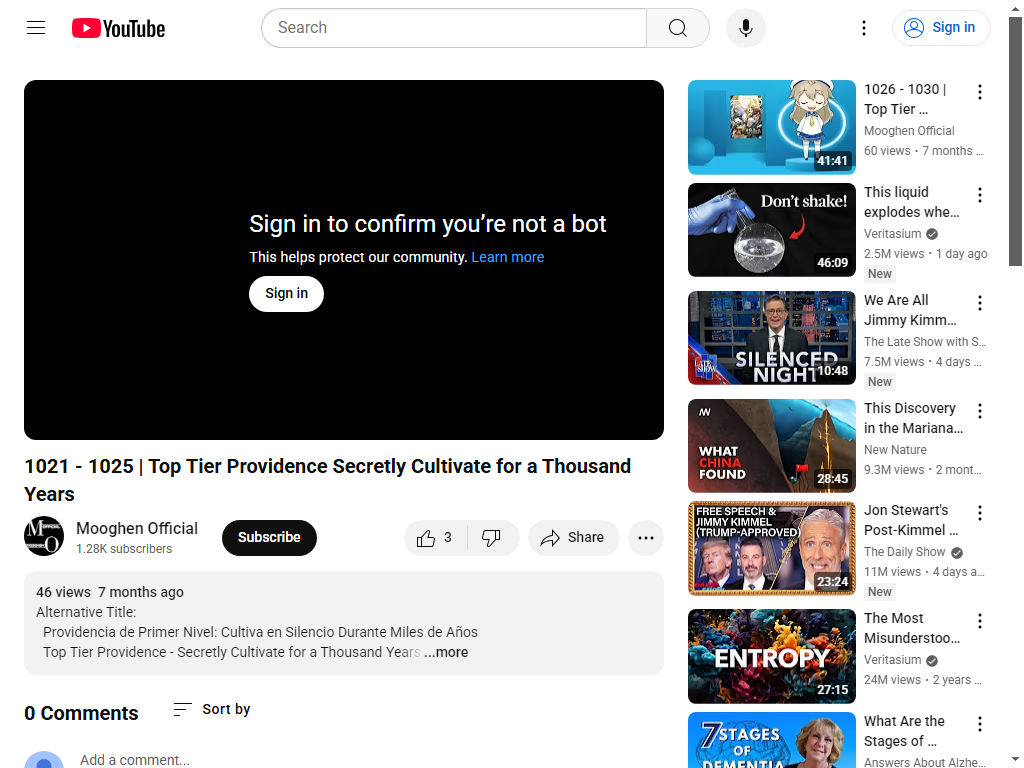 YouTube
Search
Sign in
Sign in to confirm you’re not a bot
This helps protect our community. Learn more
Sign in
1021 - 1025 | Top Tier Providence Secretly Cultivate for a Thousand
Years
Mooghen Official
1.28K subscribers
Subscribe
3
Share
46 views 7 months ago
Alternative Title:
Providencia de Primer Nivel: Cultiva en Silencio Durante Miles de Años
Top Tier Providence - Secretly Cultivate for a Thousand Years ...more
0 Comments
Sort by
Add a comment...
41:41
1026 - 1030 |
Top Tier ...
Mooghen Official
60 views • 7 months ...
Don't shake!
46:09
This liquid
explodes whe...
Veritasium
2.5M views • 1 day ago
New
LATE SHOW
SILENCED
NIGHT
10:48
We Are All
Jimmy Kimm...
The Late Show with S...
7.5M views • 4 days ...
New
WHAT
CHINA
FOUND
28:45
This Discovery
in the Mariana...
New Nature
9.3M views • 2 mont...
FREE SPEECH &
JIMMY KIMMEL
(TRUMP-APPROVED)
23:24
Jon Stewart's
Post-Kimmel ...
The Daily Show
11M views • 4 days a...
New
ENTROPY
27:15
The Most
Misunderstoo...
Veritasium
24M views • 2 years ...
7 STAGES
OF
DEMENTIA
What Are the
Stages of ...
Answers About Alzhe...